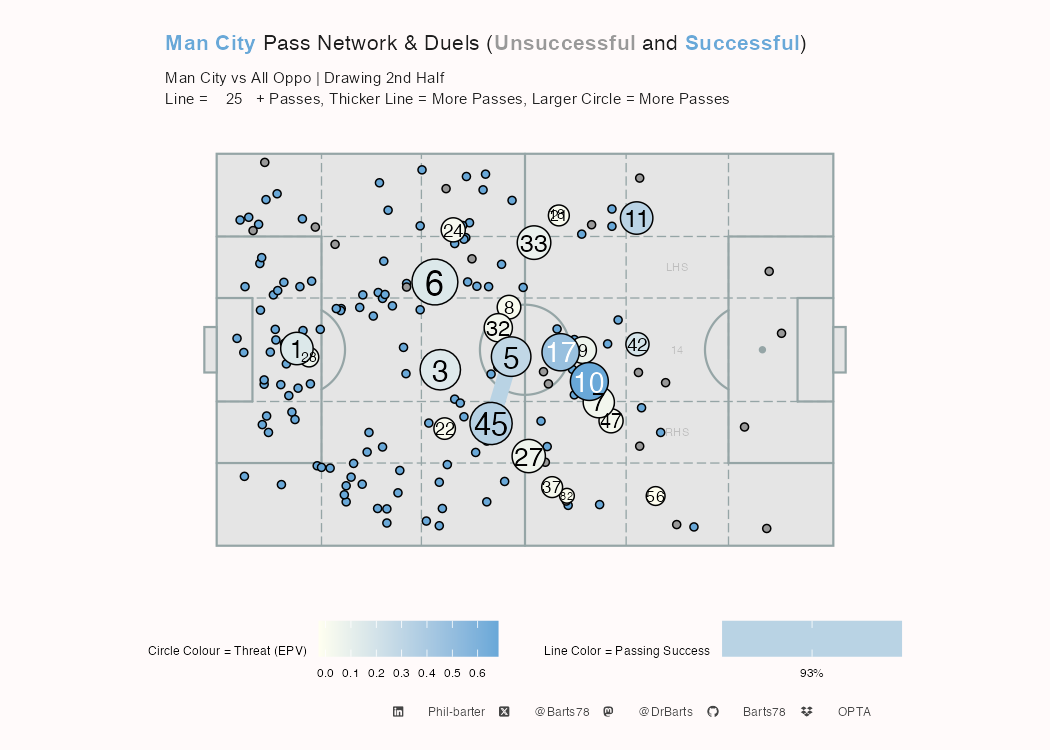 Man City Pass Network & Duels (Unsuccessful and Successful)
Man City vs All Oppo | Drawing 2nd Half
Line = 25 + Passes, Thicker Line = More Passes, Larger Circle = More Passes
11
24
33
LHS
6
8
32
1
28
5
17
9
42
14
3
10
7
45
47
22
RHS
27
37
82
56
Circle Colour = Threat (EPV)
0.0 0.1 0.2 0.3 0.4 0.5 0.6
Line Color = Passing Success
93%
Phil-barter @Barts78 @DrBarts Barts78 OPTA